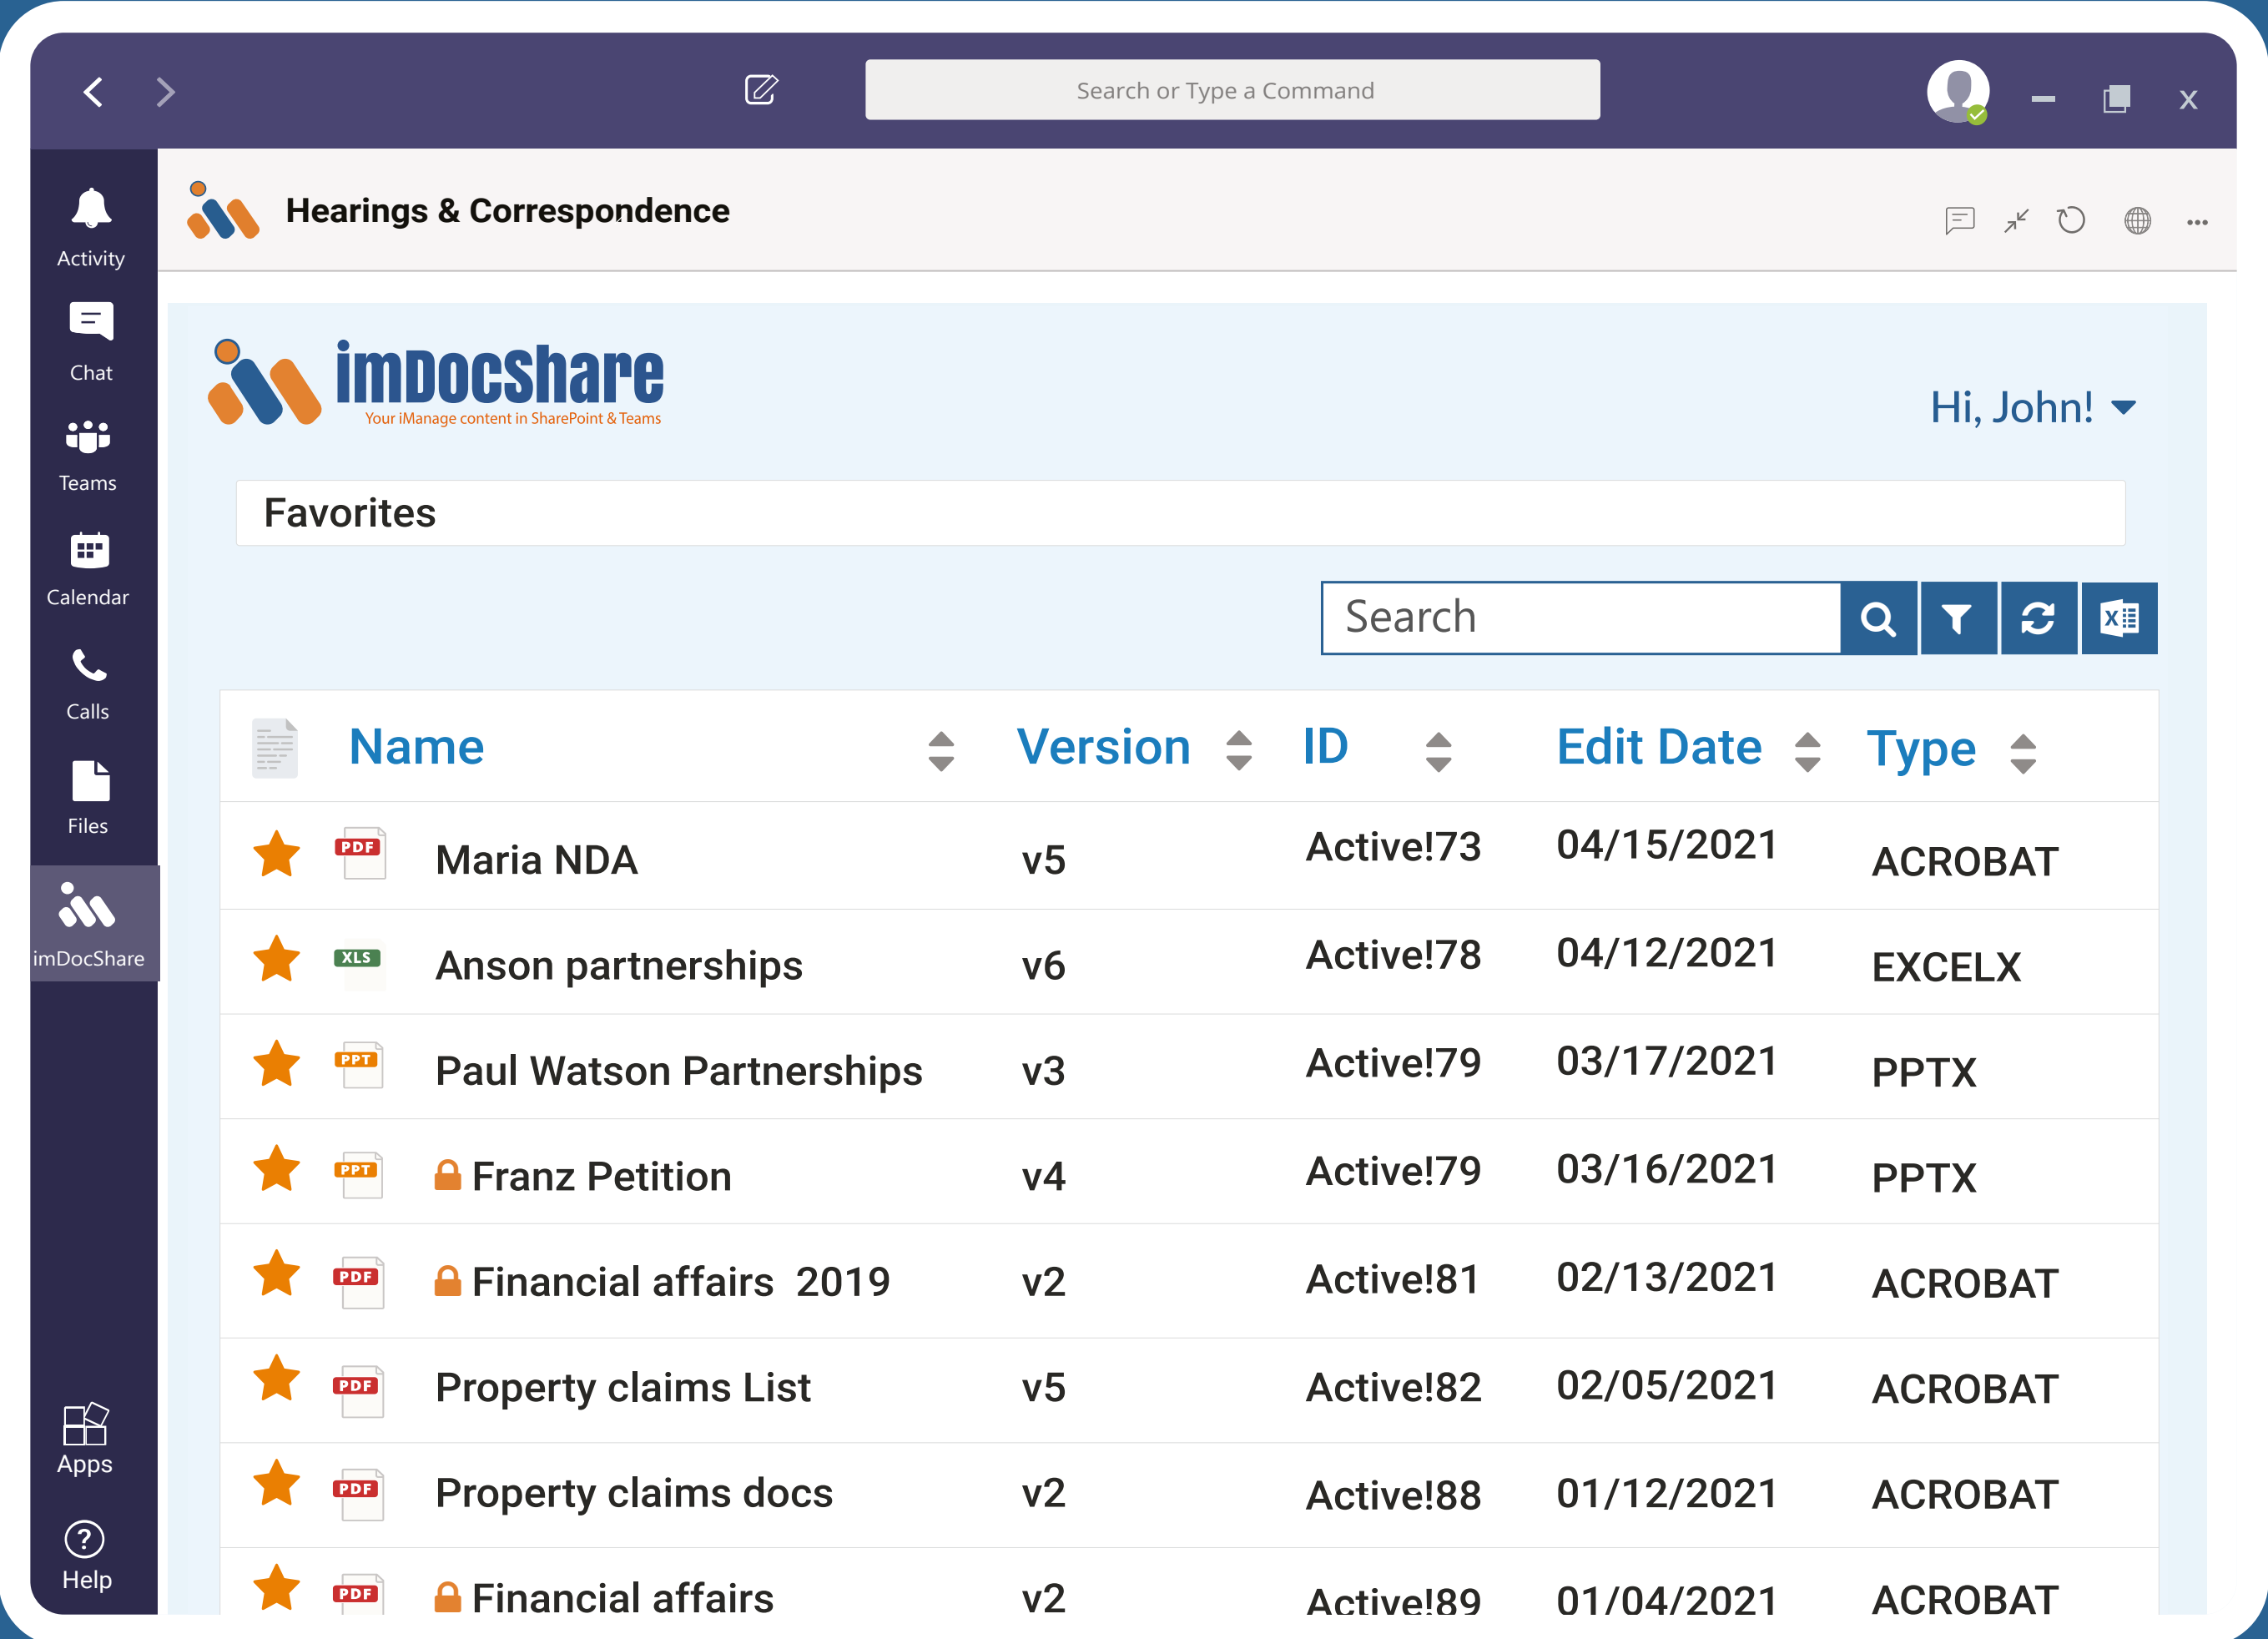 Search or Type a Command
x
Hearings & Correspondence
Activity
Chat
Teams
Calendar
Calls
Files
imDocShare
Apps
?
Help
imDocShare
Your iManage content in SharePoint & Teams
Hi, John!
Favorites
Search
X
Name Version ID Edit Date Type
PDF Maria NDA v5 Active!73 04/15/2021 ACROBAT
XLS Anson partnerships v6 Active!78 04/12/2021 EXCELX
PPT Paul Watson Partnerships v3 Active!79 03/17/2021 PPTX
PPT Franz Petition v4 Active!79 03/16/2021 PPTX
PDF Financial affairs 2019 v2 Active!81 02/13/2021 ACROBAT
PDF Property claims List v5 Active!82 02/05/2021 ACROBAT
PDF Property claims docs v2 Active!88 01/12/2021 ACROBAT
PDF Financial affairs v2 Active!89 01/04/2021 ACROBAT